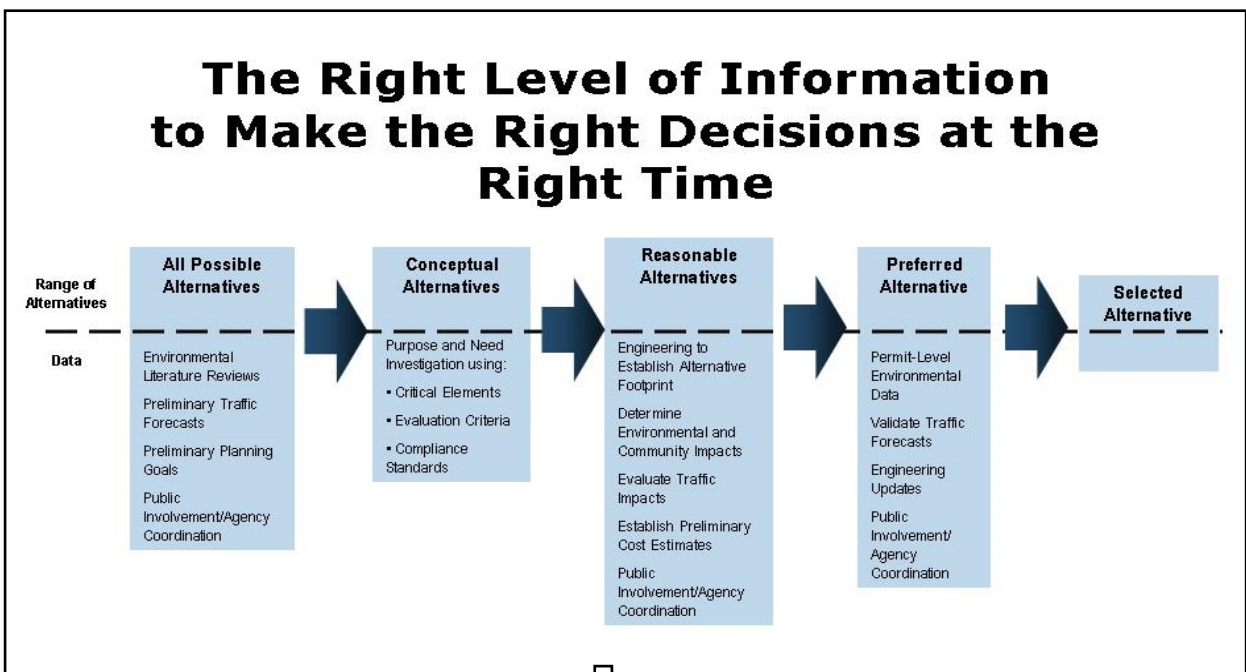 The Right Level of Information
to Make the Right Decisions at the
Right Time
Range of
Alternatives
Data
All Possible
Alternatives
Environmental
Literature Reviews
Preliminary Traffic
Forecasts
Preliminary Planning
Goals
Public
Involvement/Agency
Coordination
Conceptual
Alternatives
Purpose and Need
Investigation using:
▪ Critical Elements
▪ Evaluation Criteria
▪ Compliance
Standards
Reasonable
Alternatives
Engineering to
Establish Alternative
Footprint
Determine
Environmental and
Community Impacts
Evaluate Traffic
Impacts
Establish Preliminary
Cost Estimates
Public
Involvement/Agency
Coordination
Preferred
Alternative
Permit-Level
Environmental
Data
Validate Traffic
Forecasts
Engineering
Updates
Public
Involvement/
Agency
Coordination
Selected
Alternative